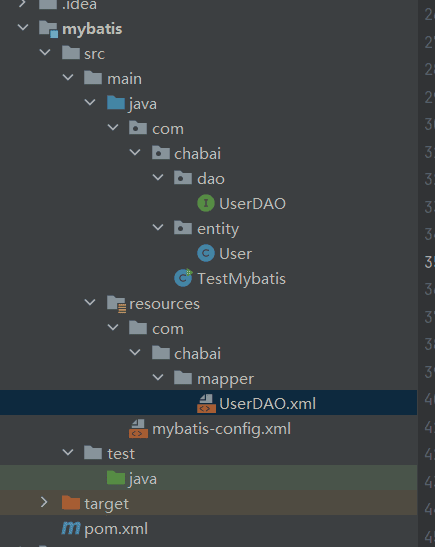 .idea
mybatis
src
main
java
com
chabai
dao
UserDAO
entity
User
TestMybatis
resources
com
chabai
mapper
UserDAO.xml
mybatis-config.xml
test
java
target
pom.xml